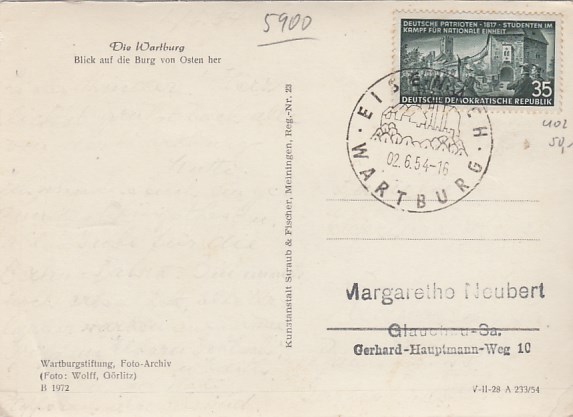 5900
Die Wartburg
Blick auf die Burg von Osten her
DEUTSCHE PATRIOTEN · 1817 · STUDENTEN IM
KAMPF FÜR NATIONALE EINHEIT
35
DEUTSCHE DEMOKRATISCHE REPUBLIK
EISENACH
02.6.54-16
WARTBURG
Kunstanstalt Straub & Fischer, Meiningen, Reg.-Nr. 23
Margarethe Neubert
Glauchau-Sa.
Gerhard-Hauptmann-Weg 10
Wartburgstiftung, Foto-Archiv
(Foto: Wolff, Görlitz)
B 1972
V-II-28 A 233/54